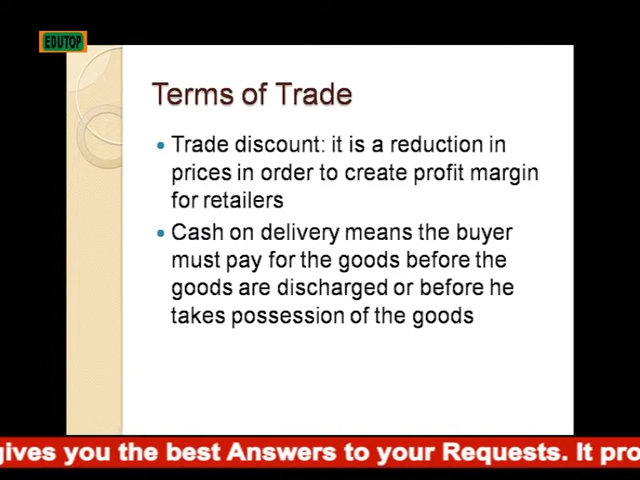 EDUTOP
Terms of Trade
• Trade discount: it is a reduction in
prices in order to create profit margin
for retailers
• Cash on delivery means the buyer
must pay for the goods before the
goods are discharged or before he
takes possession of the goods
gives you the best Answers to your Requests. It pro